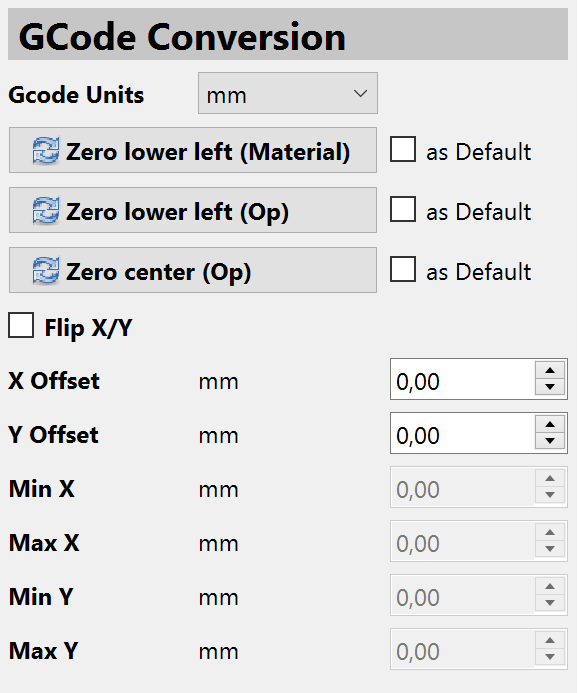 GCode Conversion
Gcode Units mm
Zero lower left (Material) as Default
Zero lower left (Op) as Default
Zero center (Op) as Default
Flip X/Y
X Offset mm 0,00
Y Offset mm 0,00
Min X mm 0,00
Max X mm 0,00
Min Y mm 0,00
Max Y mm 0,00